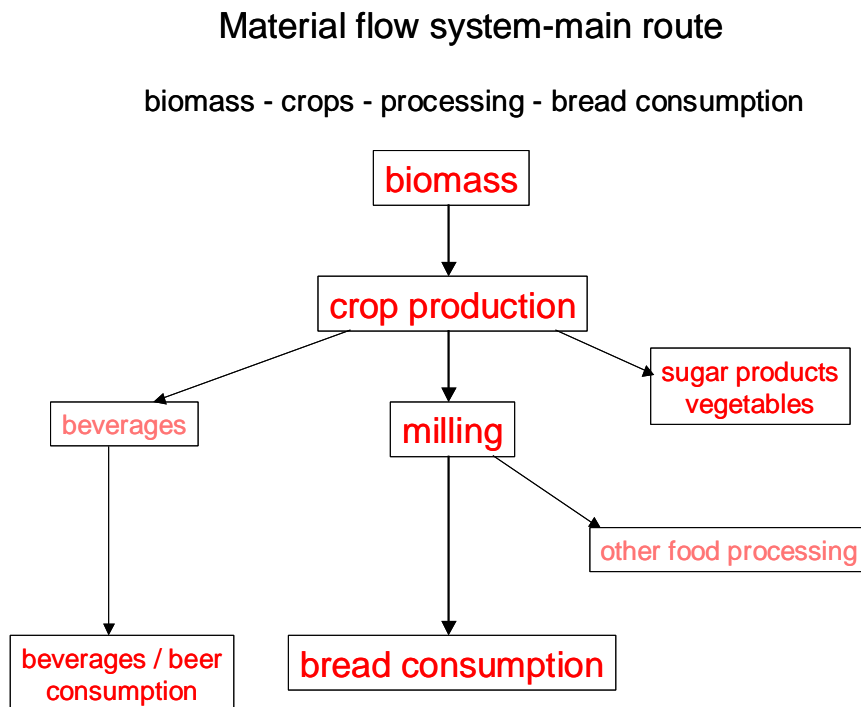 Material flow system-main route
biomass - crops - processing - bread consumption
biomass
crop production
sugar products
vegetables
beverages
milling
other food processing
beverages / beer
consumption
bread consumption